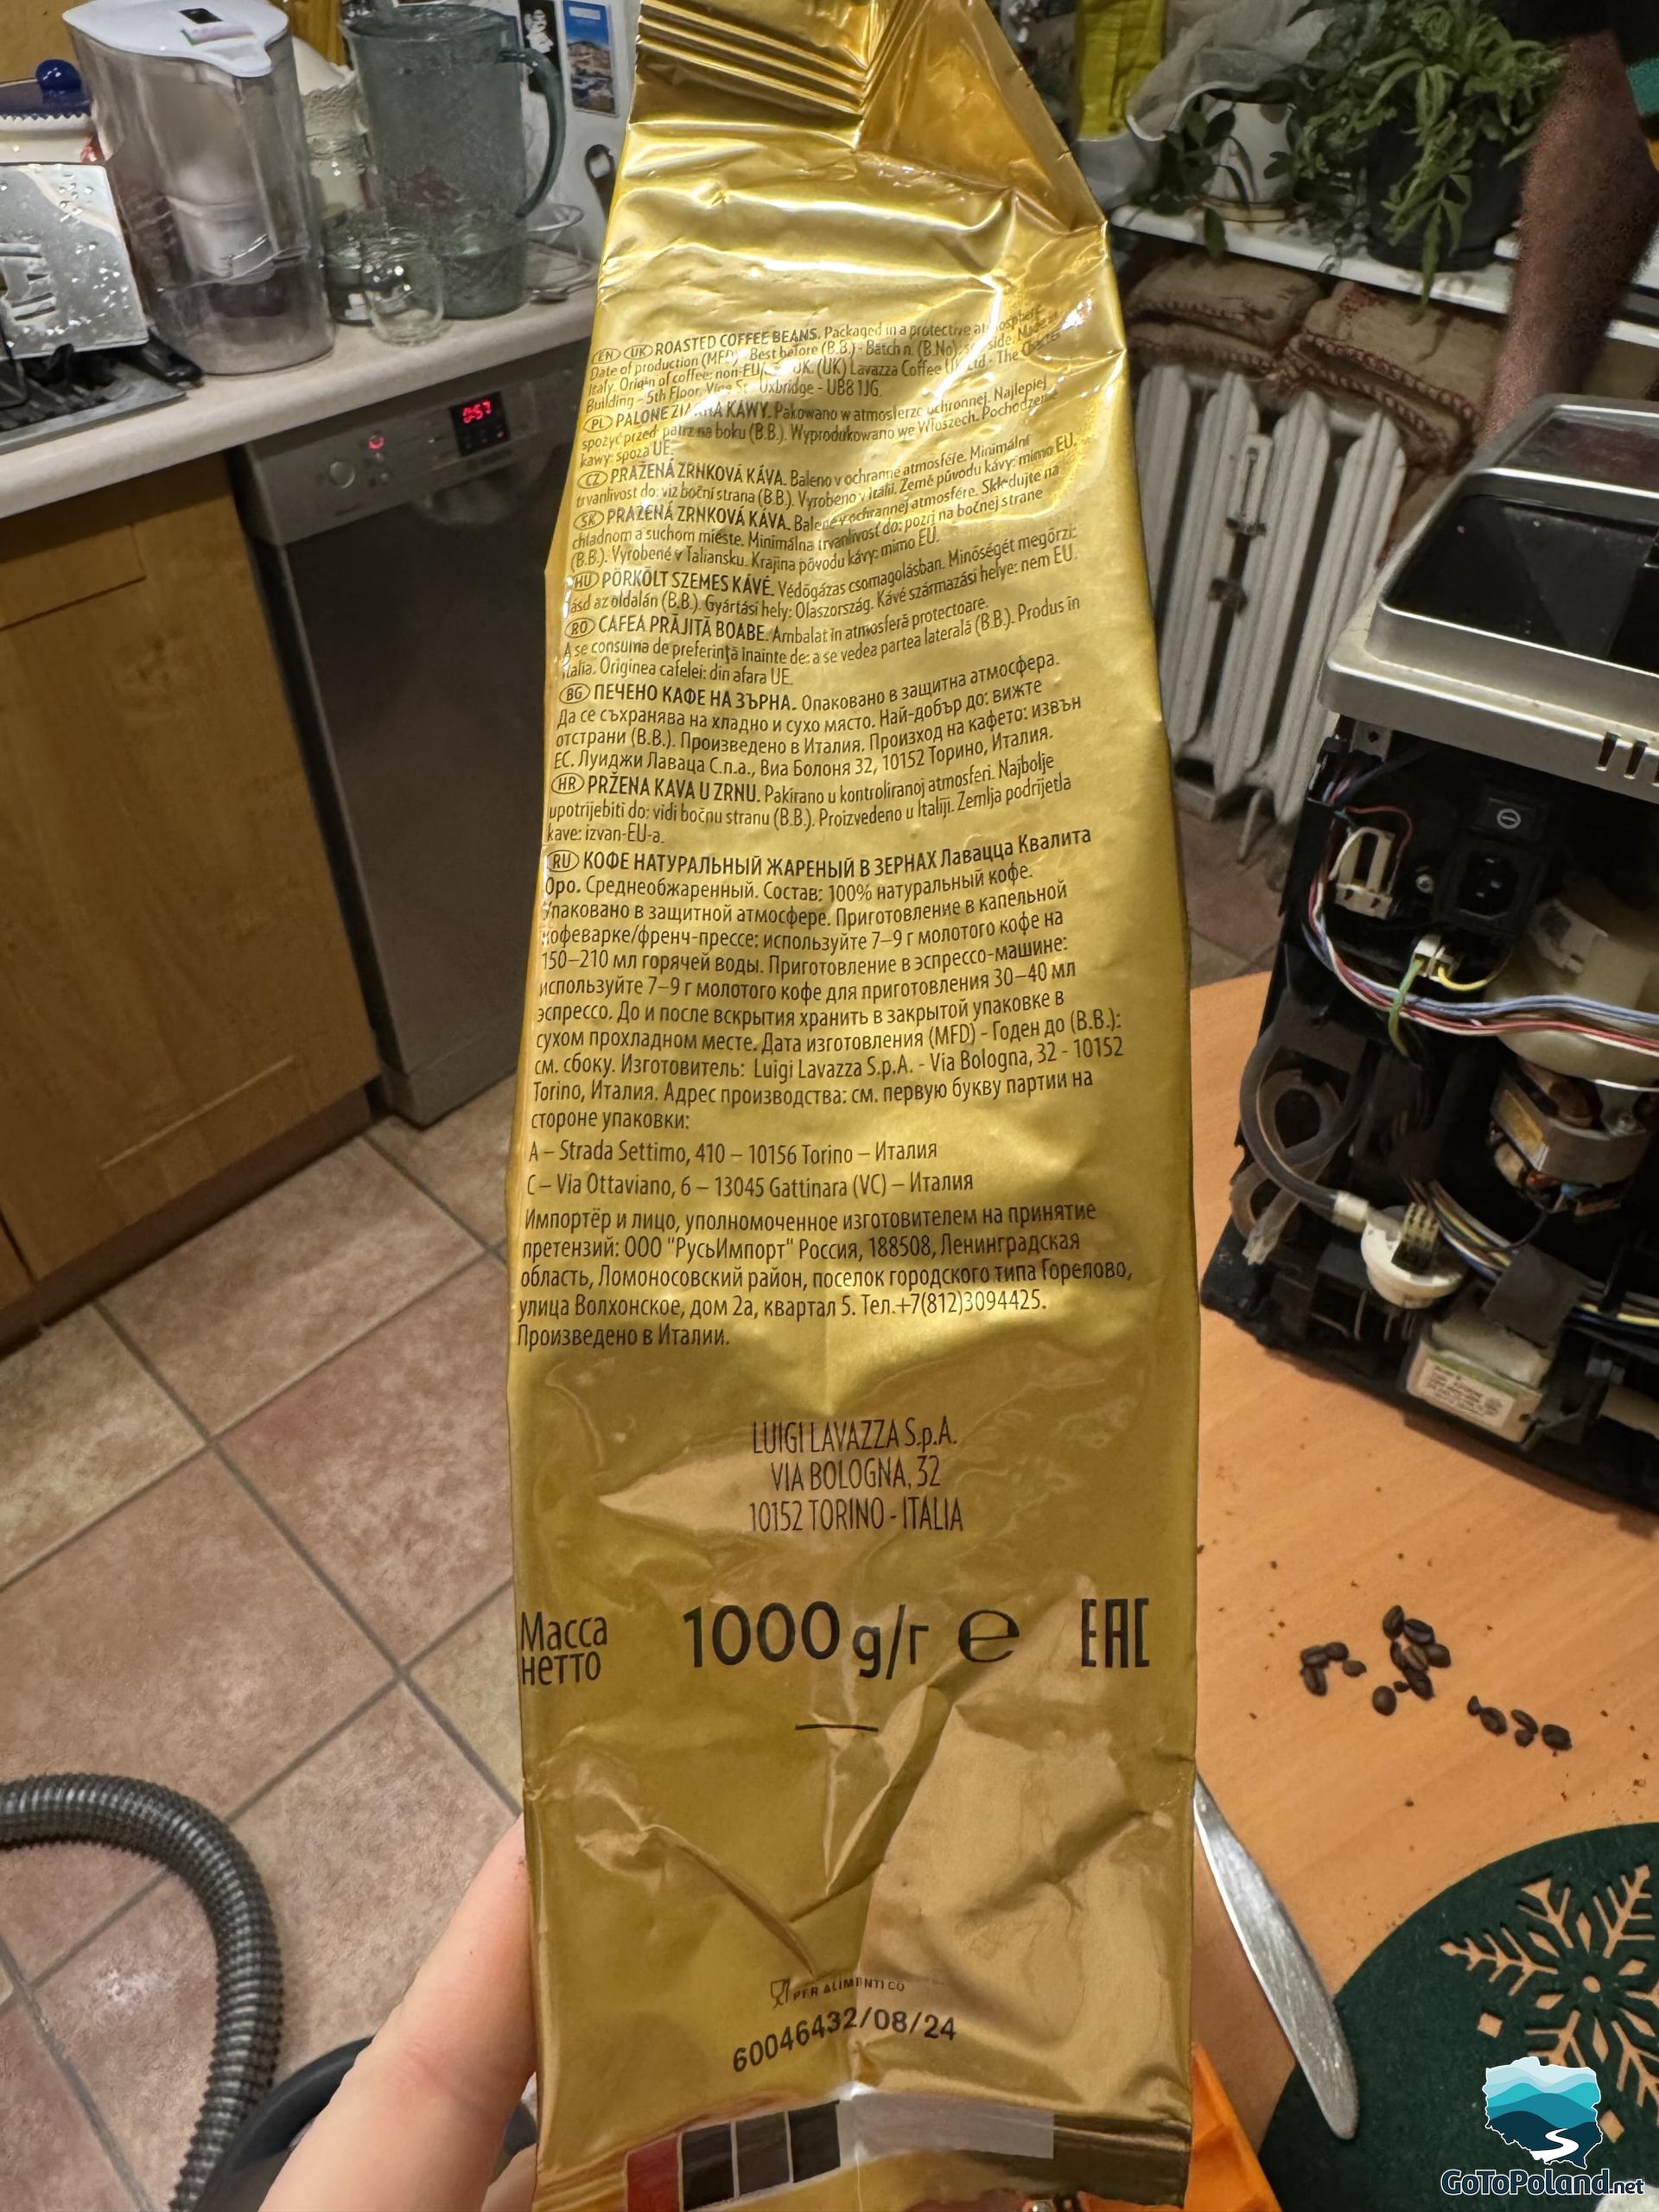 0:57
EN UK ROASTED COFFEE BEANS. Packaged in a protective atmosphere.
Date of production (MFD) - Best before (B.B.) - Batch n. (B.No): side. Made in
Italy. Origin of coffee: non-EU/ UK. (UK) Lavazza Coffee UK Ltd - The Charter
Building - 5th Floor, Vine St, Uxbridge - UB8 1JG.
PL PALONE ZIARNA KAWY. Pakowano w atmosferze ochronnej. Najlepiej
spożyć przed: patrz na boku (B.B.). Wyprodukowano we Włoszech. Pochodzenie
kawy: spoza UE.
CZ PRAŽENÁ ZRNKOVÁ KÁVA. Baleno v ochranné atmosféře. Minimální
trvanlivost do: viz boční strana (B.B.). Vyrobeno v Itálii. Země původu kávy: mimo EU.
SK PRAŽENÁ ZRNKOVÁ KÁVA. Balené v ochrannej atmosfére. Skladujte na
chladnom a suchom mieste. Minimálna trvanlivosť do: pozri na bočnej strane
(B.B.). Vyrobené v Taliansku. Krajina pôvodu kávy: mimo EÚ.
HU PÖRKÖLT SZEMES KÁVÉ. Védőgázas csomagolásban. Minőségét megőrzi:
lásd az oldalán (B.B.). Gyártási hely: Olaszország. Kávé származási helye: nem EU.
RO CAFEA PRĂJITĂ BOABE. Ambalat în atmosferă protectoare.
A se consuma de preferință înainte de: a se vedea partea laterală (B.B.). Produs în
Italia. Originea cafelei: din afara UE.
BG ПЕЧЕНО КАФЕ НА ЗЪРНА. Опаковано в защитна атмосфера.
Да се съхранява на хладно и сухо място. Най-добър до: вижте
отстрани (B.B.). Произведено в Италия. Произход на кафето: извън
ЕС. Луиджи Лаваца С.п.а., Виа Болоня 32, 10152 Торино, Италия.
HR PRŽENA KAVA U ZRNU. Pakirano u kontroliranoj atmosferi. Najbolje
upotrijebiti do: vidi bočnu stranu (B.B.). Proizvedeno u Italiji. Zemlja podrijetla
kave: izvan-EU-a.
RU КОФЕ НАТУРАЛЬНЫЙ ЖАРЕНЫЙ В ЗЕРНАХ Лавацца Квалита
Оро. Среднеобжаренный. Состав: 100% натуральный кофе.
Упаковано в защитной атмосфере. Приготовление в капельной
кофеварке/френч-прессе: используйте 7–9 г молотого кофе на
150–210 мл горячей воды. Приготовление в эспрессо-машине:
используйте 7–9 г молотого кофе для приготовления 30–40 мл
эспрессо. До и после вскрытия хранить в закрытой упаковке в
сухом прохладном месте. Дата изготовления (MFD) - Годен до (B.B.):
см. сбоку. Изготовитель: Luigi Lavazza S.p.A. - Via Bologna, 32 - 10152
Torino, Италия. Адрес производства: см. первую букву партии на
стороне упаковки:
A – Strada Settimo, 410 – 10156 Torino – Италия
C – Via Ottaviano, 6 – 13045 Gattinara (VC) – Италия
Импортёр и лицо, уполномоченное изготовителем на принятие
претензий: ООО "РусьИмпорт" Россия, 188508, Ленинградская
область, Ломоносовский район, поселок городского типа Горелово,
улица Волхонское, дом 2а, квартал 5. Тел.+7(812)3094425.
Произведено в Италии.
LUIGI LAVAZZA S.p.A.
VIA BOLOGNA, 32
10152 TORINO - ITALIA
Масса
нетто
1000 g/г ℮ EAC
PER ALIMENTI CO
60046432/08/24
GoToPoland.net